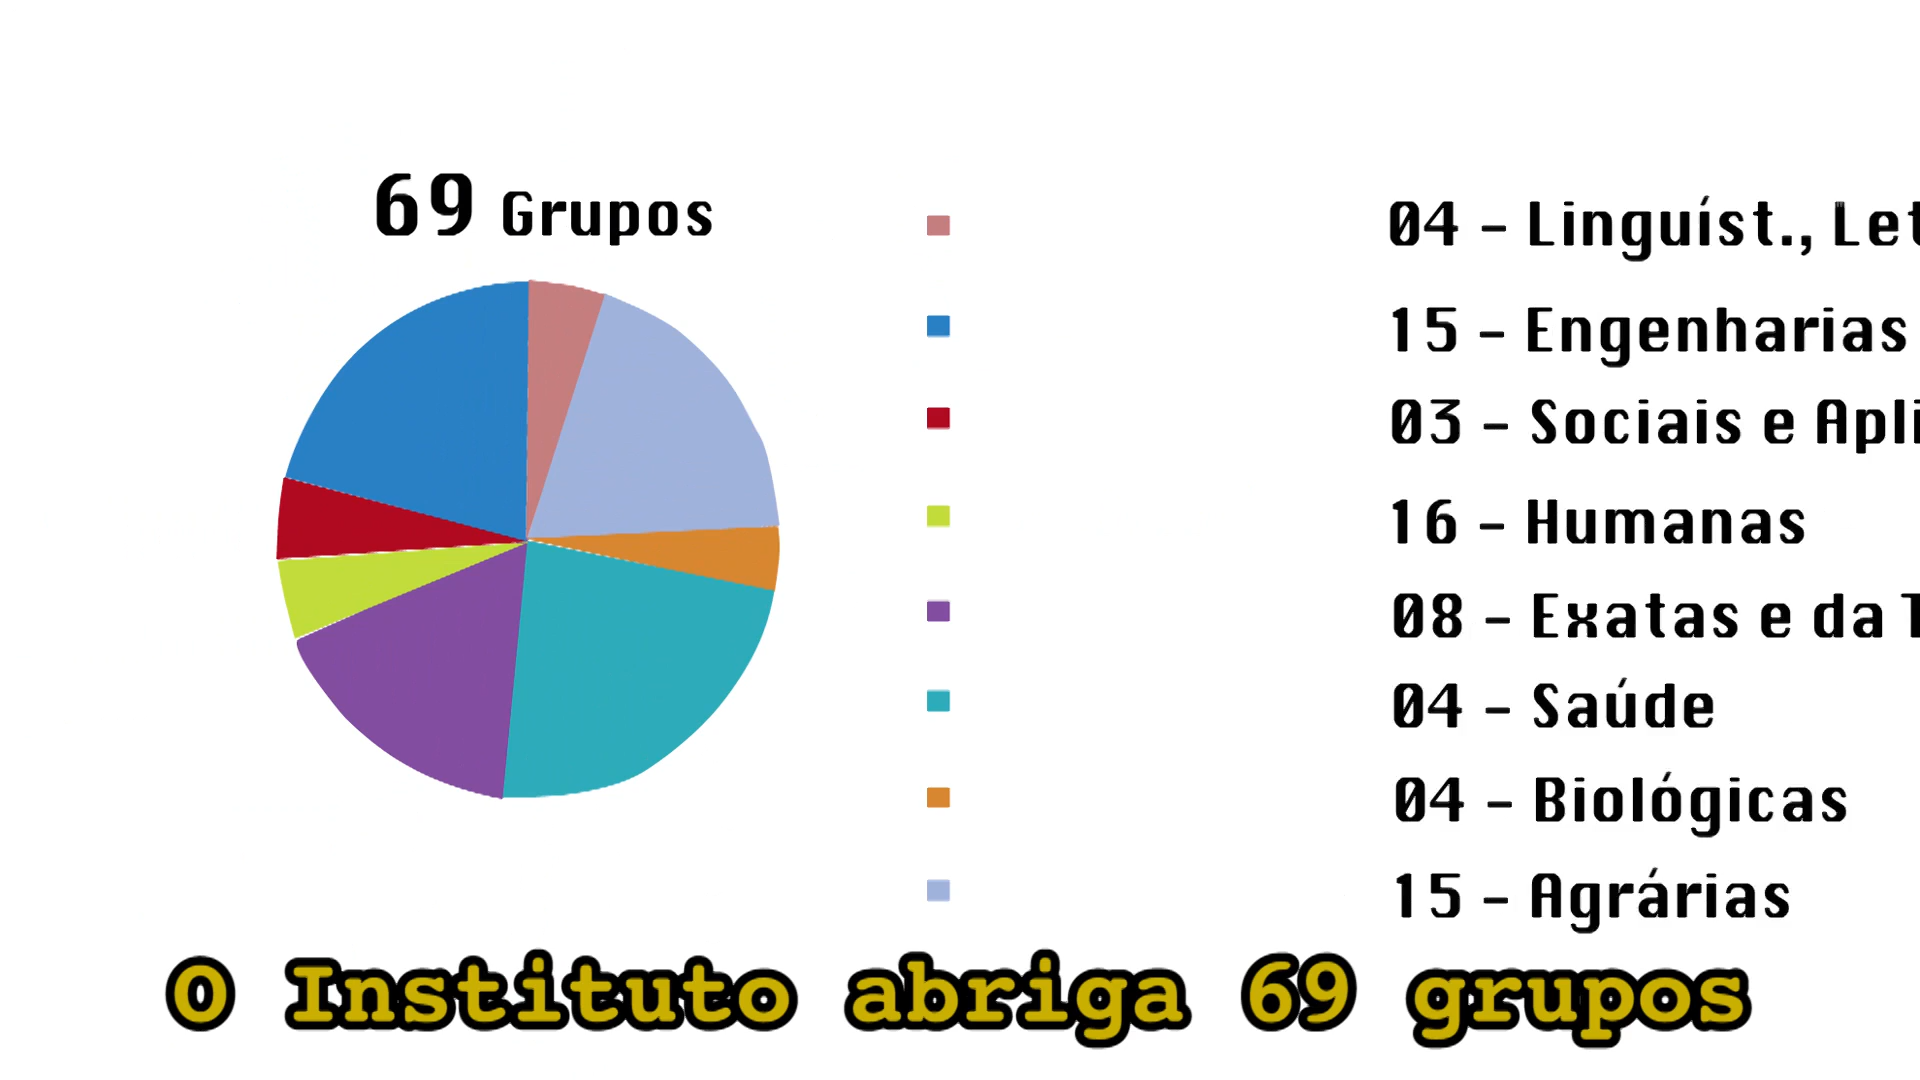 69 Grupos
04 – Linguíst., Let
15 – Engenharias
03 – Sociais e Apli
16 – Humanas
08 – Exatas e da T
04 – Saúde
04 – Biológicas
15 – Agrárias
O Instituto abriga 69 grupos